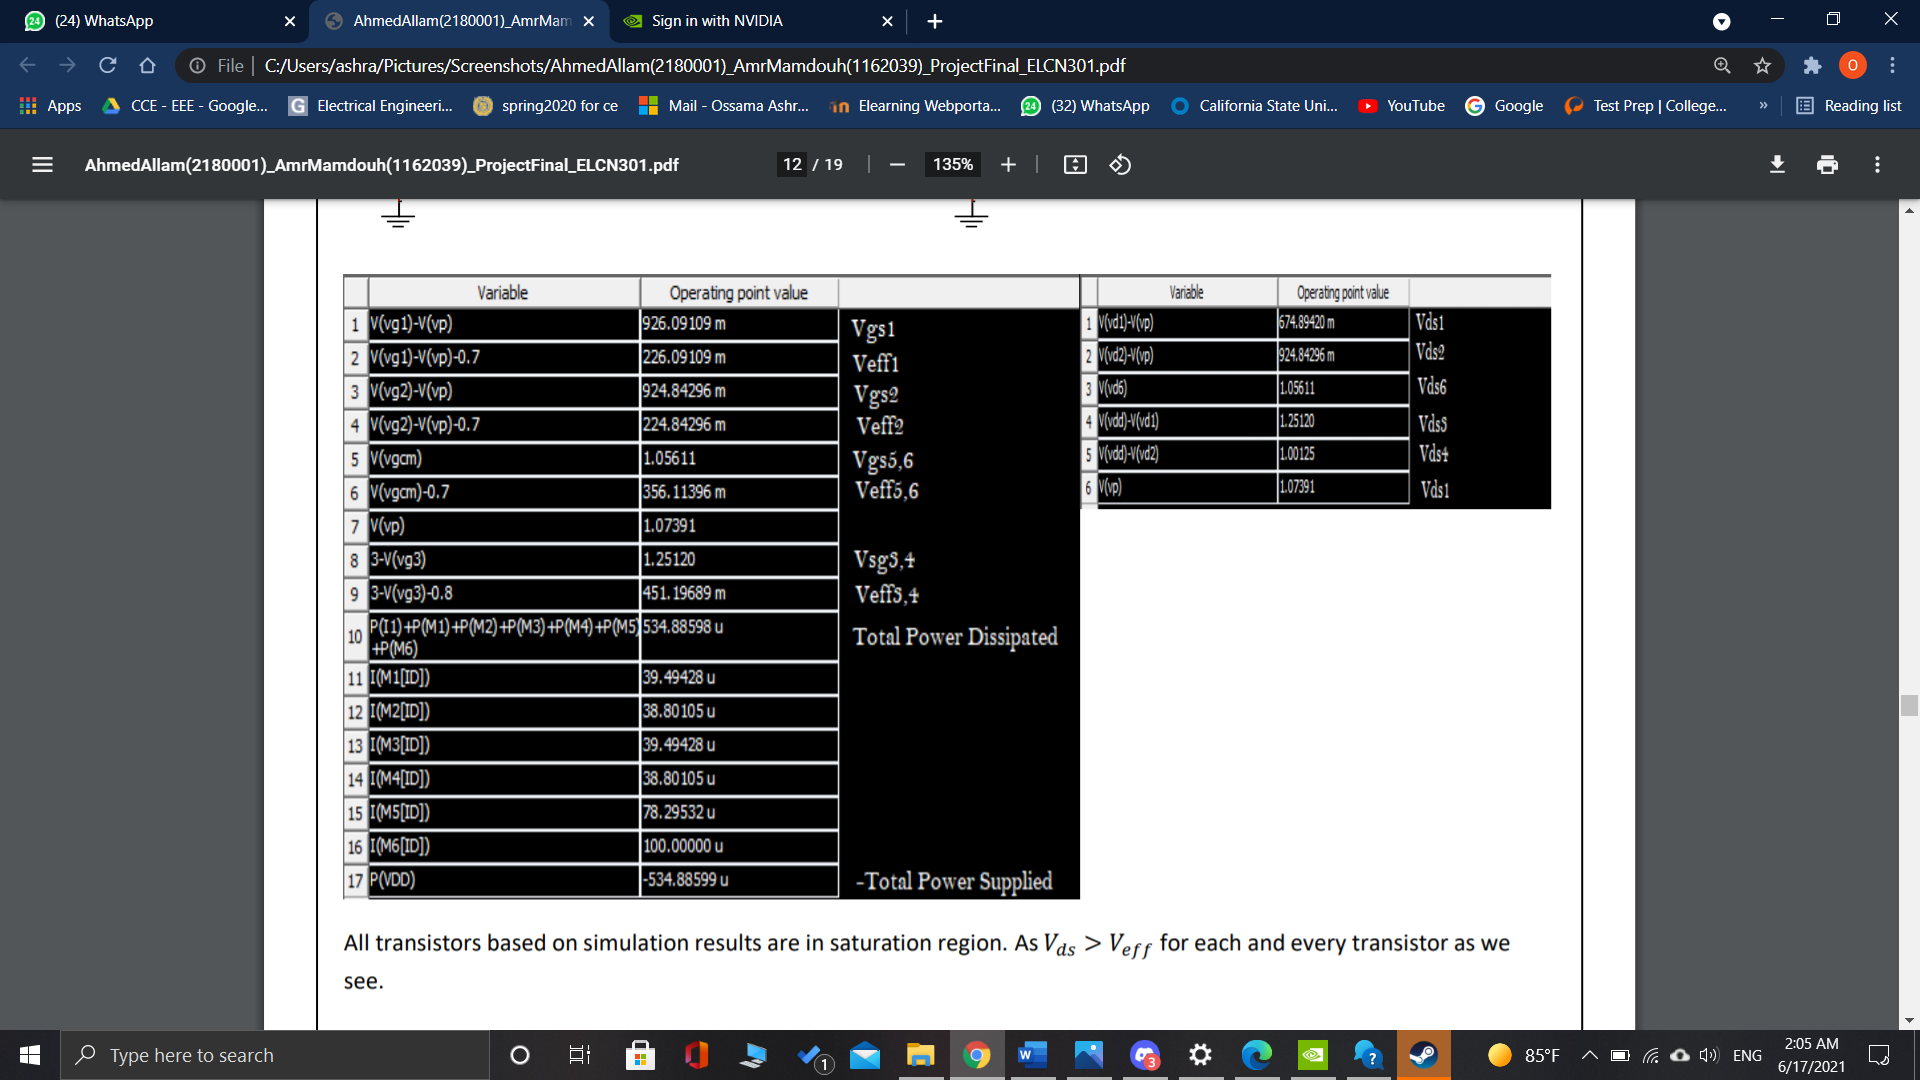 (24) WhatsApp
AhmedAllam(2180001)_AmrMam
Sign in with NVIDIA
File | C:/Users/ashra/Pictures/Screenshots/AhmedAllam(2180001)_AmrMamdouh(1162039)_ProjectFinal_ELCN301.pdf
O
Apps
CCE - EEE - Google...
Electrical Engineeri...
spring2020 for ce
Mail - Ossama Ashr...
Elearning Webporta...
(32) WhatsApp
California State Uni...
YouTube
Google
Test Prep | College...
»
Reading list
AhmedAllam(2180001)_AmrMamdouh(1162039)_ProjectFinal_ELCN301.pdf
12 / 19
135%
Variable Operating point value
1 V(vg1)-V(vp) 926.09109 m Vgs1
2 V(vg1)-V(vp)-0.7 226.09109 m Veff1
3 V(vg2)-V(vp) 924.84296 m Vgs2
4 V(vg2)-V(vp)-0.7 224.84296 m Veff2
5 V(vgcm) 1.05611 Vgs5,6
6 V(vgcm)-0.7 356.11396 m Veff5,6
7 V(vp) 1.07391
8 3-V(vg3) 1.25120 Vsg3,4
9 3-V(vg3)-0.8 451.19689 m Veff3,4
10 P(I1)+P(M1)+P(M2)+P(M3)+P(M4)+P(M5) 534.88598 u Total Power Dissipated
+P(M6)
11 I(M1[ID]) 39.49428 u
12 I(M2[ID]) 38.80105 u
13 I(M3[ID]) 39.49428 u
14 I(M4[ID]) 38.80105 u
15 I(M5[ID]) 78.29532 u
16 I(M6[ID]) 100.00000 u
17 P(VDD) -534.88599 u -Total Power Supplied
Variable Operating point value
1 V(vd1)-V(vp) 674.89420 m Vds1
2 V(vd2)-V(vp) 924.84296 m Vds2
3 V(vd6) 1.05611 Vds6
4 V(vdd)-V(vd1) 1.25120 Vds3
5 V(vdd)-V(vd2) 1.00125 Vds4
6 V(vp) 1.07391 Vds1
All transistors based on simulation results are in saturation region. As Vds > Veff for each and every transistor as we
see.
Type here to search
1
3
85°F
ENG
2:05 AM
6/17/2021